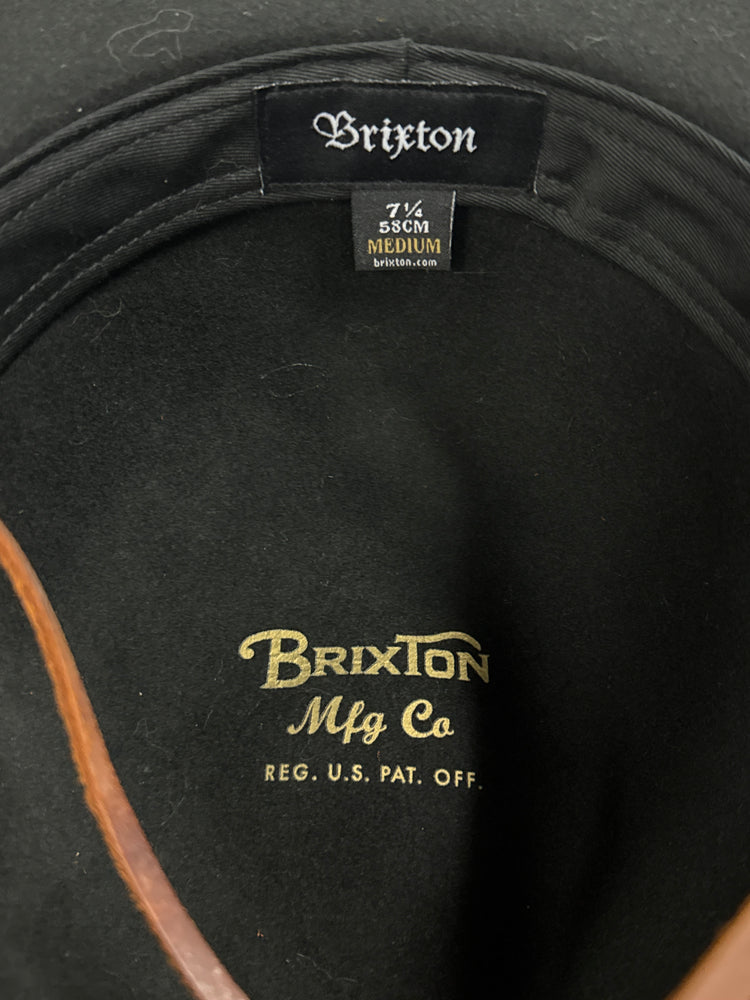 Brixton
7 1/4
58CM
MEDIUM
brixton.com
BRIXTON
Mfg Co
REG. U.S. PAT. OFF.